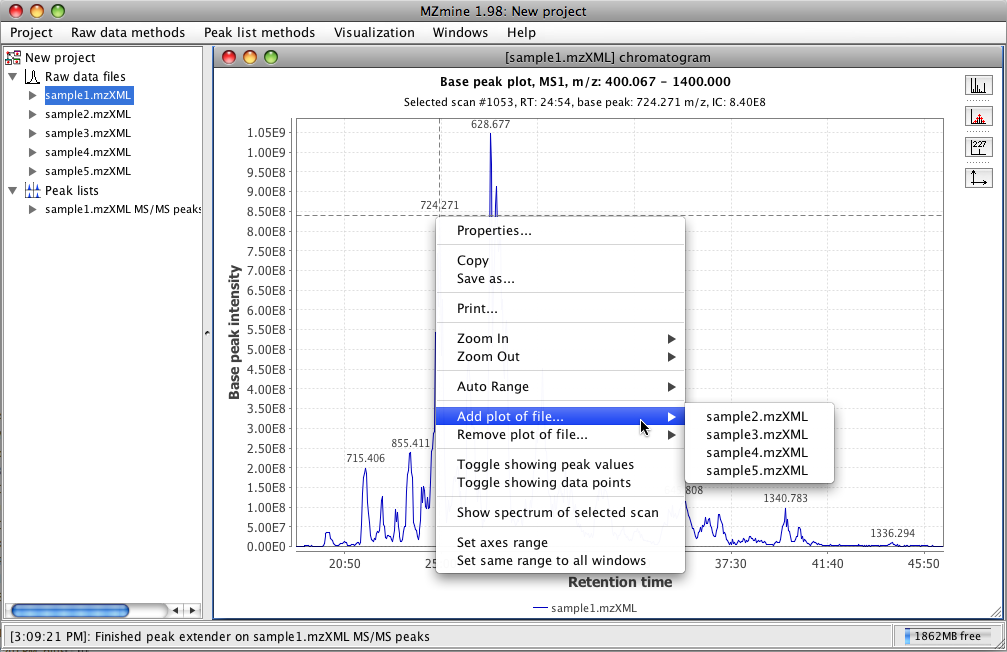 MZmine 1.98: New project
Project Raw data methods Peak list methods Visualization Windows Help
New project
Raw data files
sample1.mzXML
sample2.mzXML
sample3.mzXML
sample4.mzXML
sample5.mzXML
Peak lists
sample1.mzXML MS/MS peaks
[sample1.mzXML] chromatogram
Base peak plot, MS1, m/z: 400.067 - 1400.000
Selected scan #1053, RT: 24:54, base peak: 724.271 m/z, IC: 8.40E8
Base peak intensity
1.05E9
1.00E9
9.50E8
9.00E8
8.50E8
8.00E8
7.50E8
7.00E8
6.50E8
6.00E8
5.50E8
5.00E8
4.50E8
4.00E8
3.50E8
3.00E8
2.50E8
2.00E8
1.50E8
1.00E8
5.00E7
0.00E0
628.677
724.271
855.411
715.406
808
1340.783
1336.294
227
Properties...
Copy
Save as...
Print...
Zoom In
Zoom Out
Auto Range
Add plot of file...
Remove plot of file...
Toggle showing peak values
Toggle showing data points
Show spectrum of selected scan
Set axes range
Set same range to all windows
sample2.mzXML
sample3.mzXML
sample4.mzXML
sample5.mzXML
20:50 25 37:30 41:40 45:50
Retention time
sample1.mzXML
[3:09:21 PM]: Finished peak extender on sample1.mzXML MS/MS peaks
1862MB free